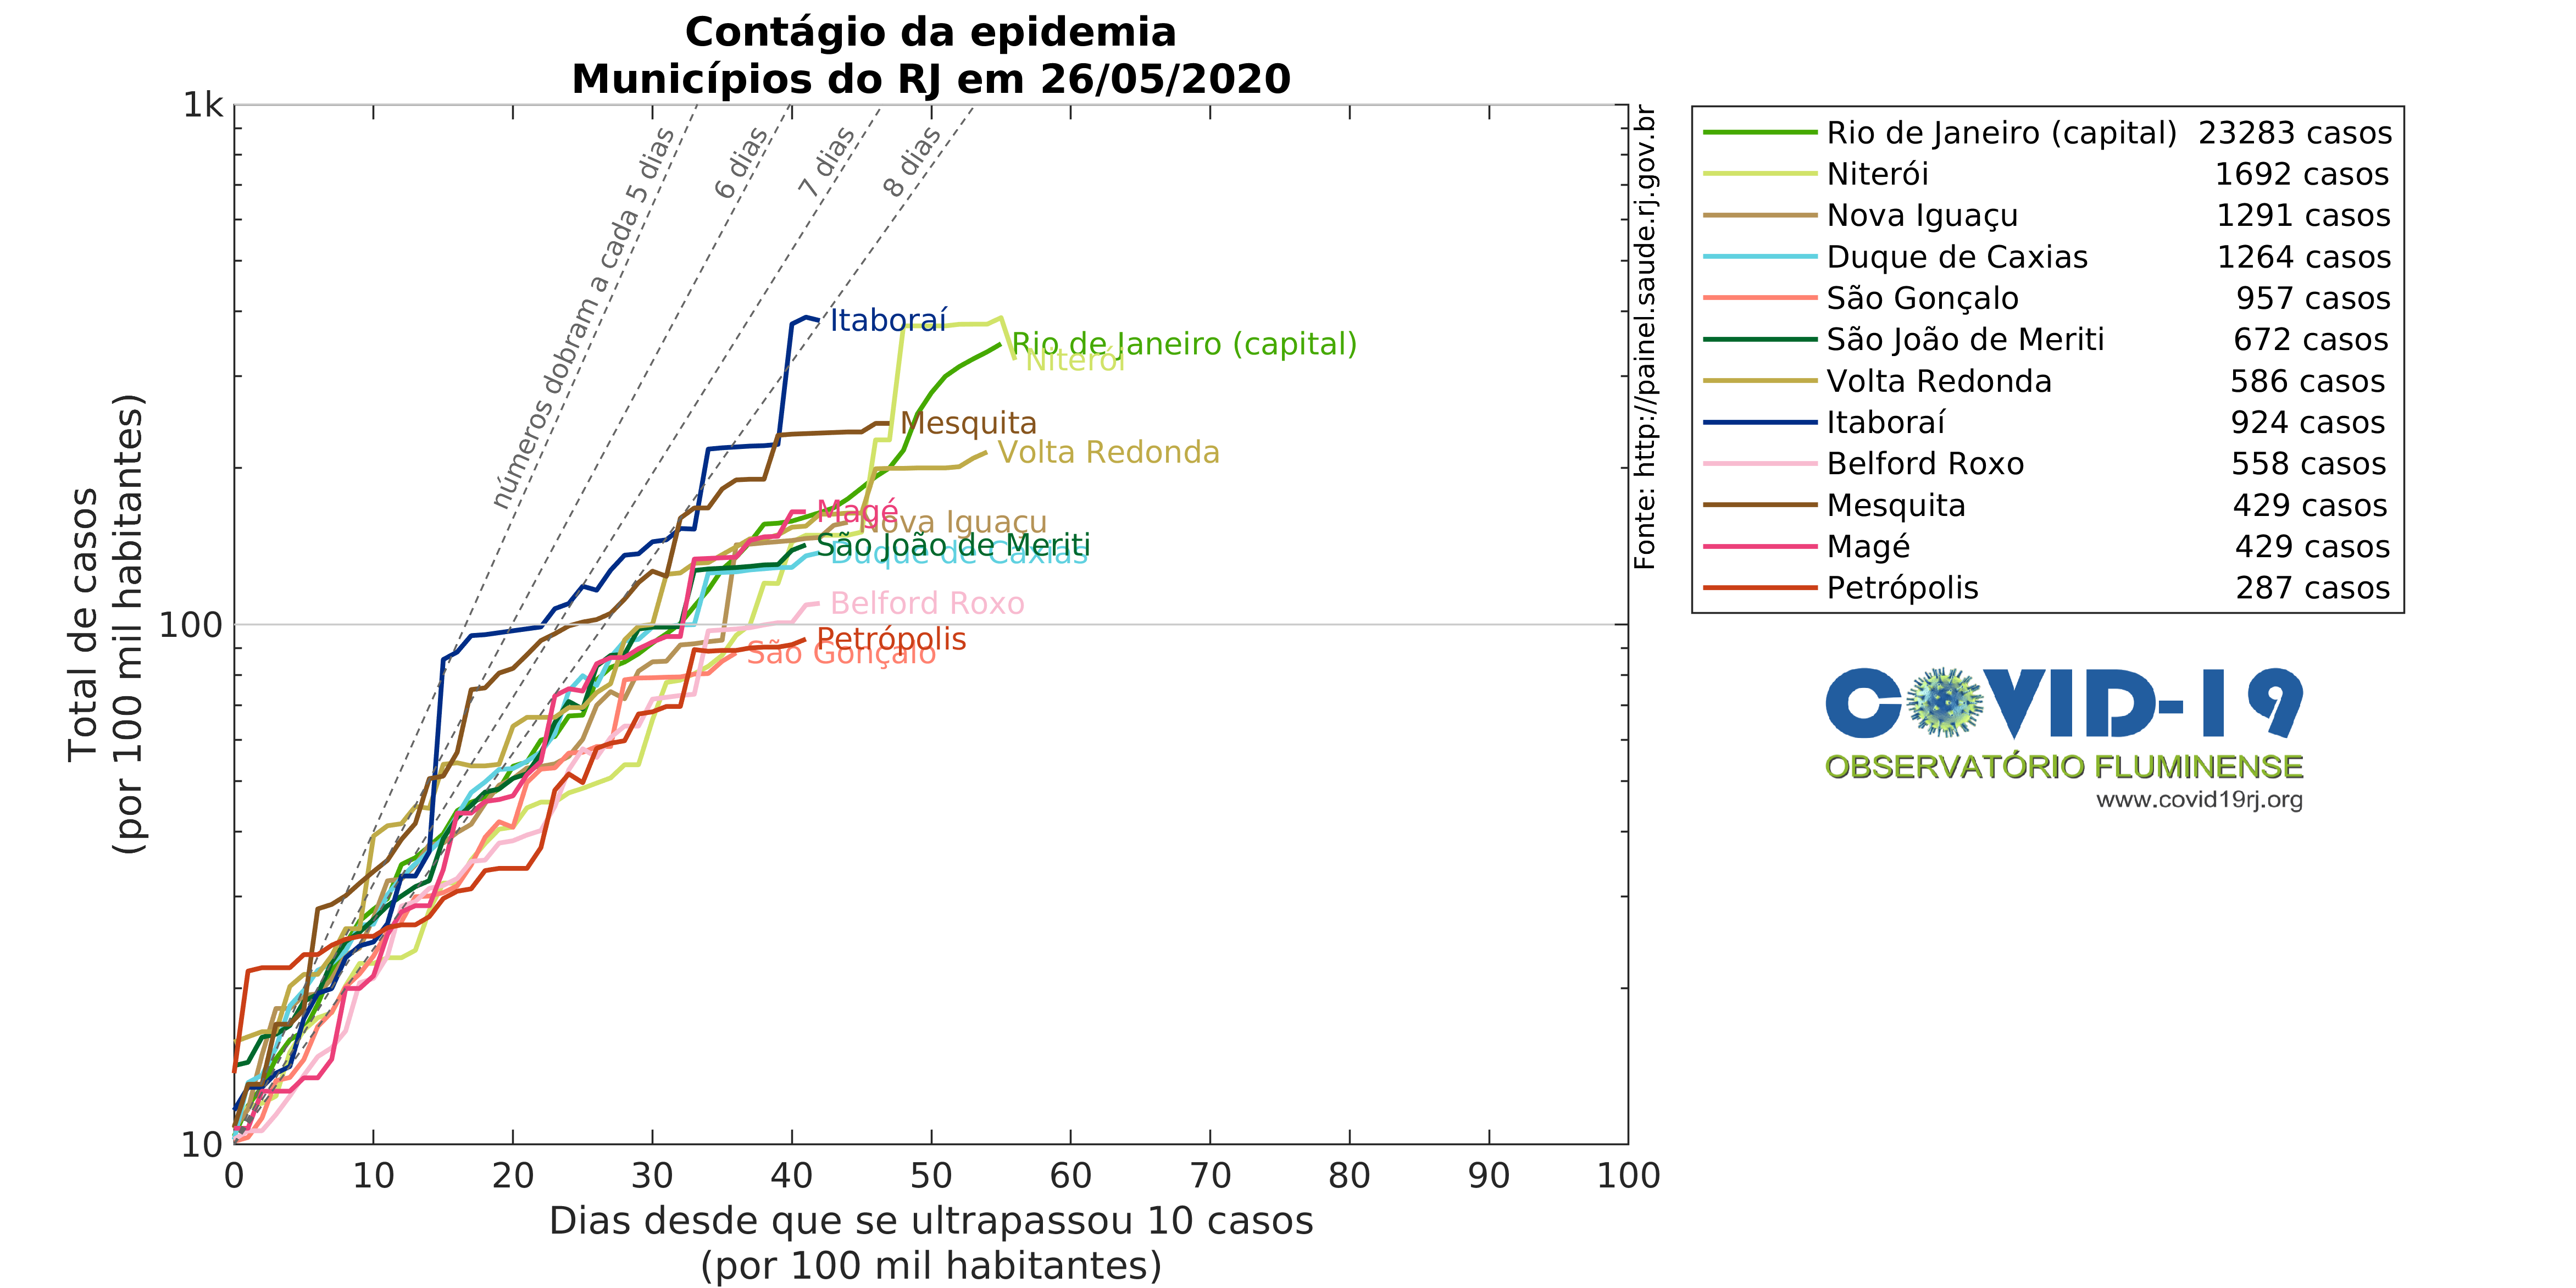 Contágio da epidemia
Municípios do RJ em 26/05/2020
Total de casos
(por 100 mil habitantes)
1k
100
10
números dobram a cada 5 dias
6 dias
7 dias
8 dias
Itaboraí
Rio de Janeiro (capital)
Niterói
Mesquita
Volta Redonda
Magé
Nova Iguaçu
São João de Meriti
Duque de Caxias
Belford Roxo
Petrópolis
São Gonçalo
0 10 20 30 40 50 60 70 80 90 100
Dias desde que se ultrapassou 10 casos
(por 100 mil habitantes)
Fonte: http://painel.saude.rj.gov.br
Rio de Janeiro (capital) 23283 casos
Niterói 1692 casos
Nova Iguaçu 1291 casos
Duque de Caxias 1264 casos
São Gonçalo 957 casos
São João de Meriti 672 casos
Volta Redonda 586 casos
Itaboraí 924 casos
Belford Roxo 558 casos
Mesquita 429 casos
Magé 429 casos
Petrópolis 287 casos
COVID-19
OBSERVATÓRIO FLUMINENSE
www.covid19rj.org